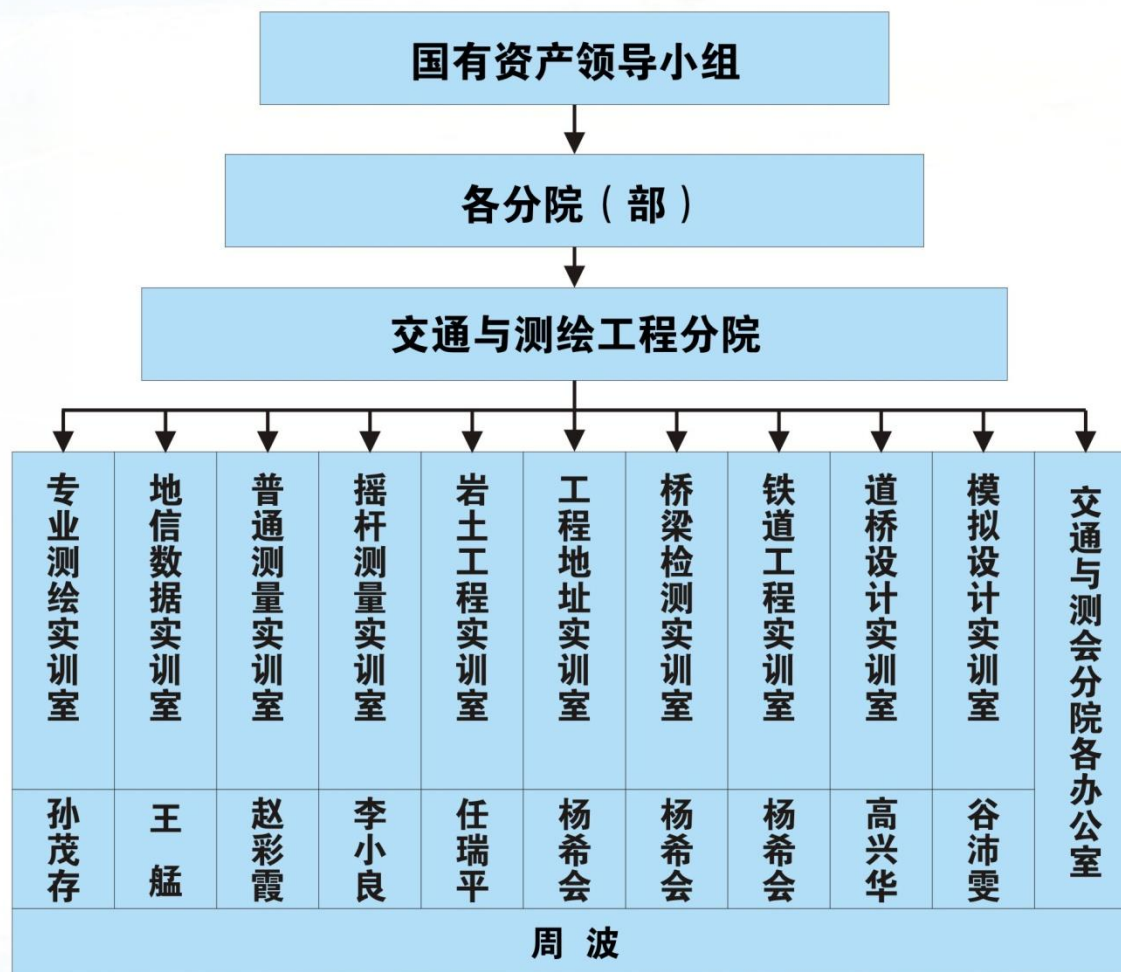 国有资产领导小组
各分院（部）
交通与测绘工程分院
专业测绘实训室
地信数据实训室
普通测量实训室
摇杆测量实训室
岩土工程实训室
工程地址实训室
桥梁检测实训室
铁道工程实训室
道桥设计实训室
模拟设计实训室
交通与测会分院各办公室
孙茂存
王 艋
赵彩霞
李小良
任瑞平
杨希会
杨希会
杨希会
高兴华
谷沛雯
周 波